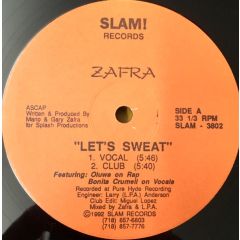 SLAM!
RECORDS
ZAFRA
ASCAP
Written & Produced By
Mario & Gary Zafra
for Splash Productions
SIDE A
33 1/3 RPM
SLAM - 3802
"LET'S SWEAT"
1. VOCAL (5:46)
2. CLUB (5:40)
Featuring: Oluwa on Rap
Bonita Crumell on Vocals
Recorded at Pure Hyde Recording
Engineer: Larry (L.P.A.) Anderson
Club Edit: Miguel Lopez
Mixed by Zafra & L.P.A.
©1992 SLAM RECORDS
(718) 657-6803
(718) 857-7776